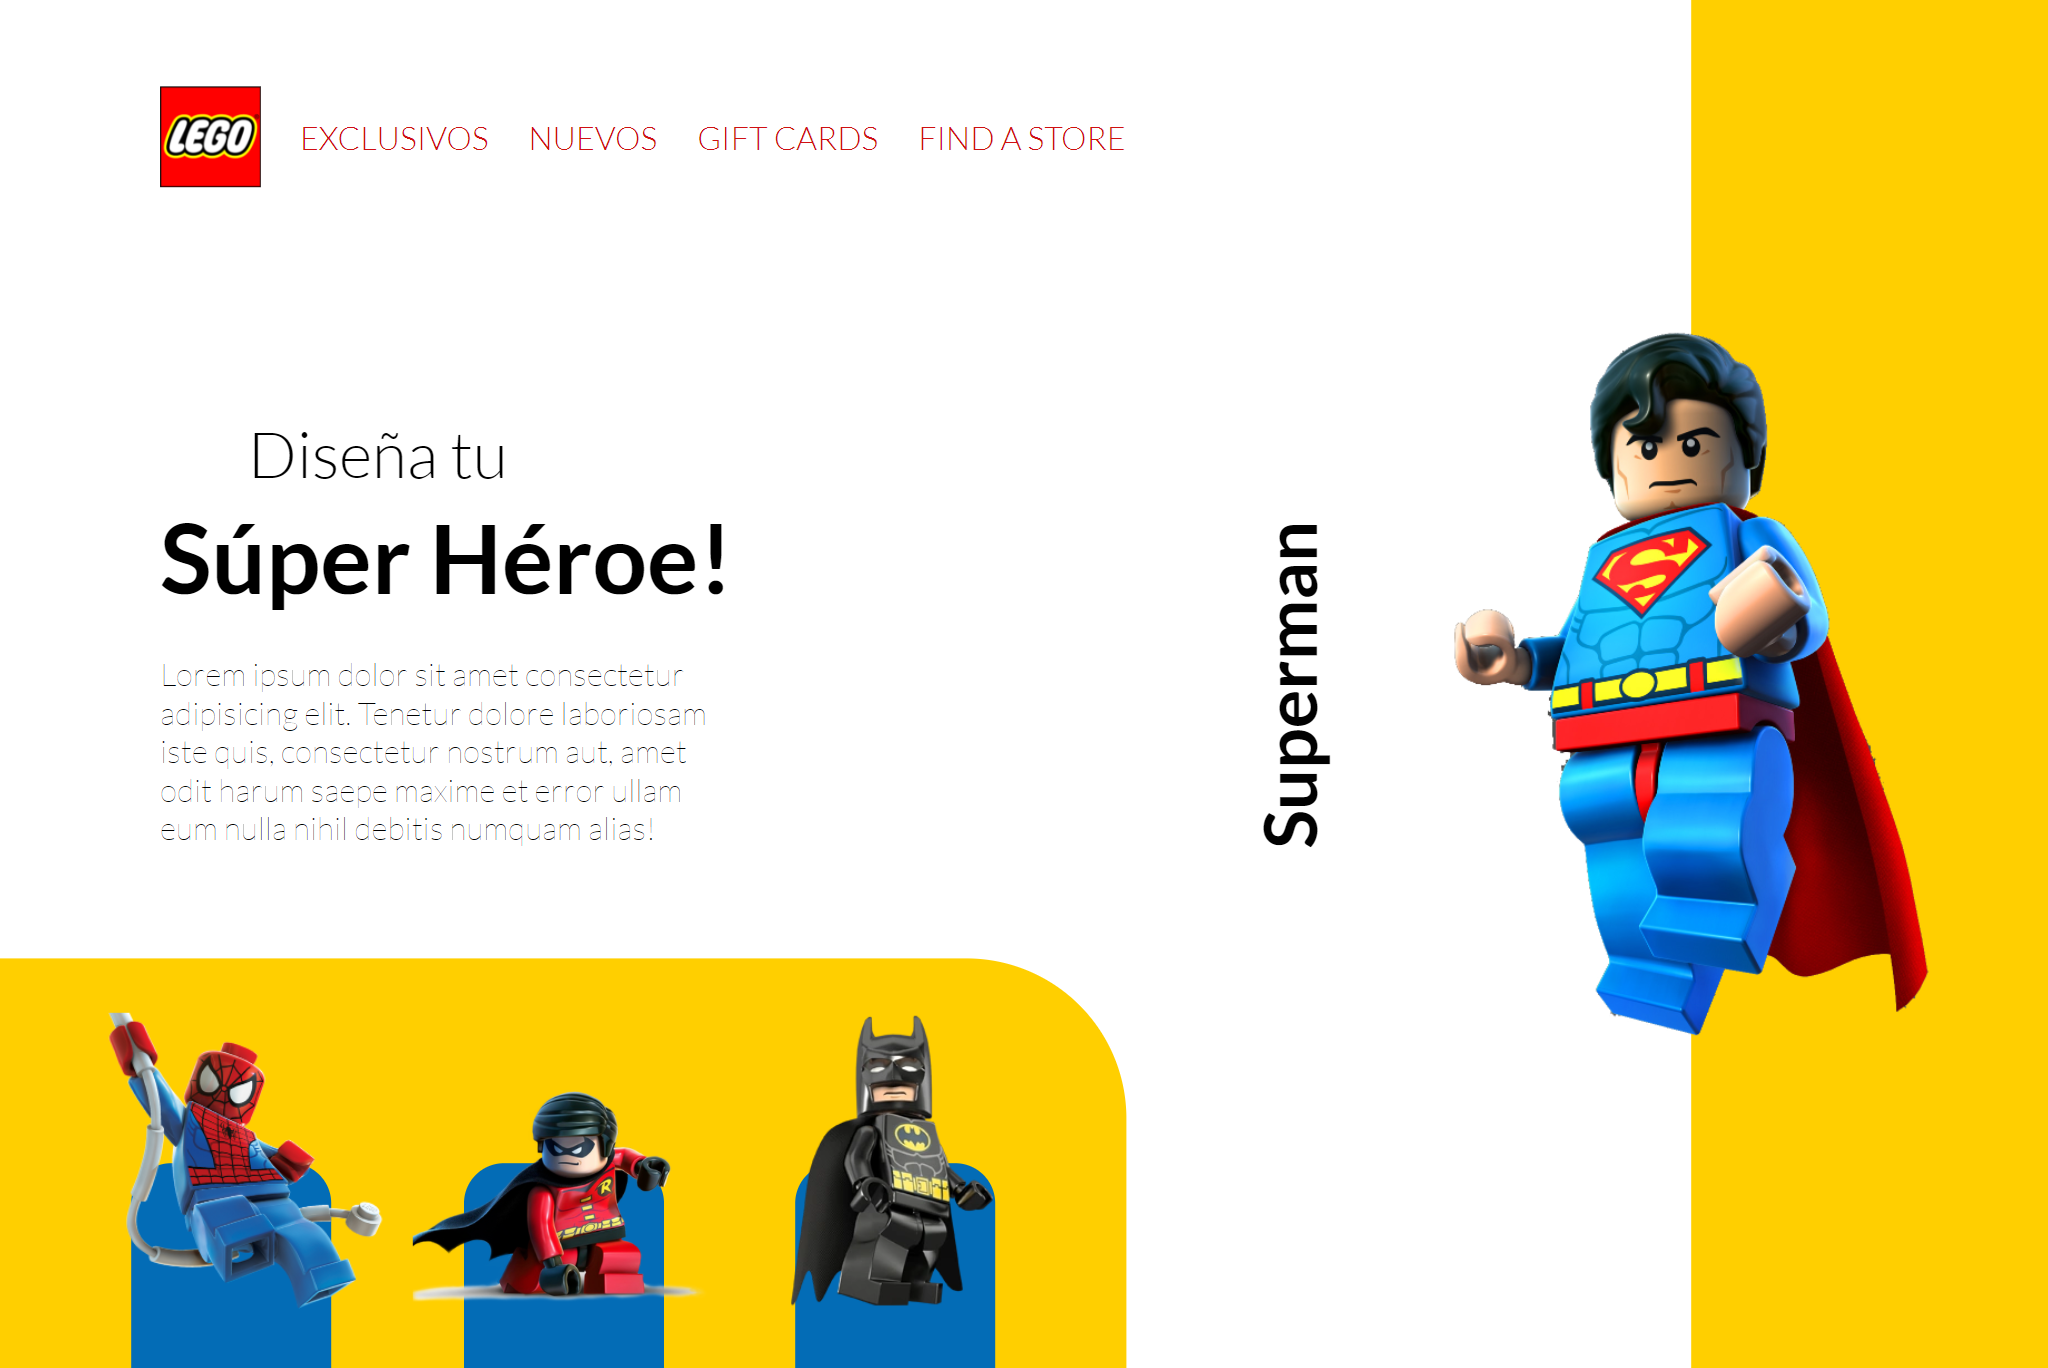 LEGO
EXCLUSIVOS NUEVOS GIFT CARDS FIND A STORE
Diseña tu
Súper Héroe!
Lorem ipsum dolor sit amet consectetur
adipisicing elit. Tenetur dolore laboriosam
iste quis, consectetur nostrum aut, amet
odit harum saepe maxime et error ullam
eum nulla nihil debitis numquam alias!
Superman
S
R